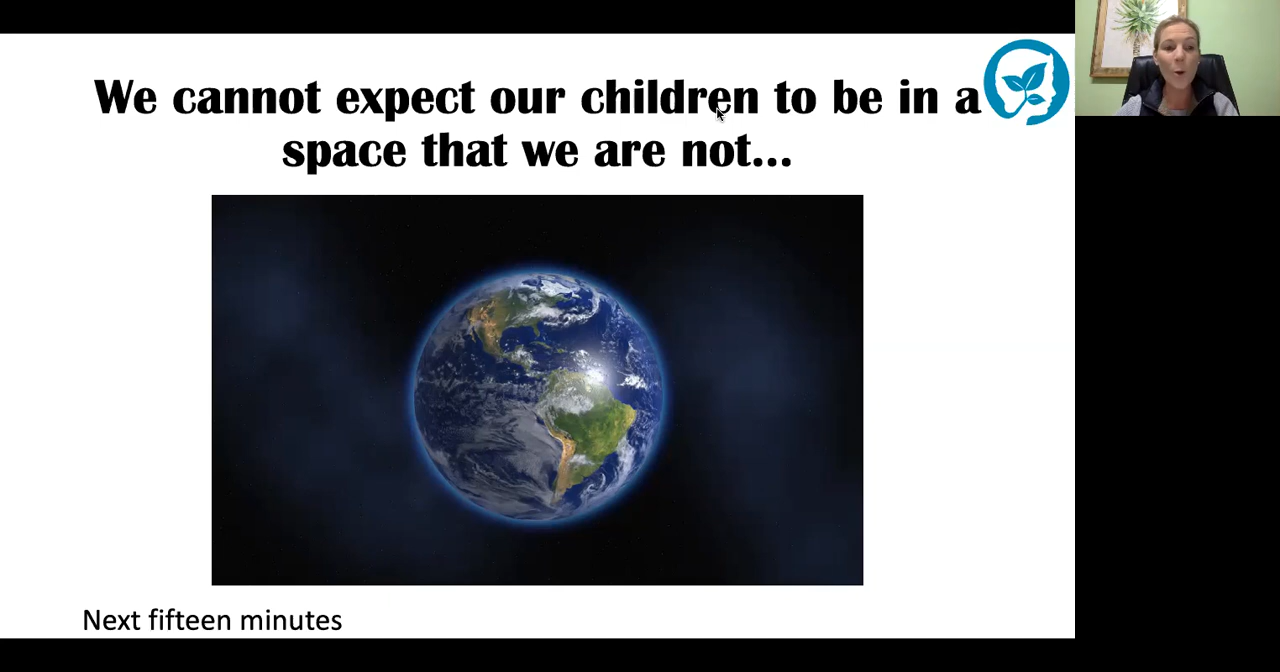 We cannot expect our children to be in a
space that we are not...
Next fifteen minutes